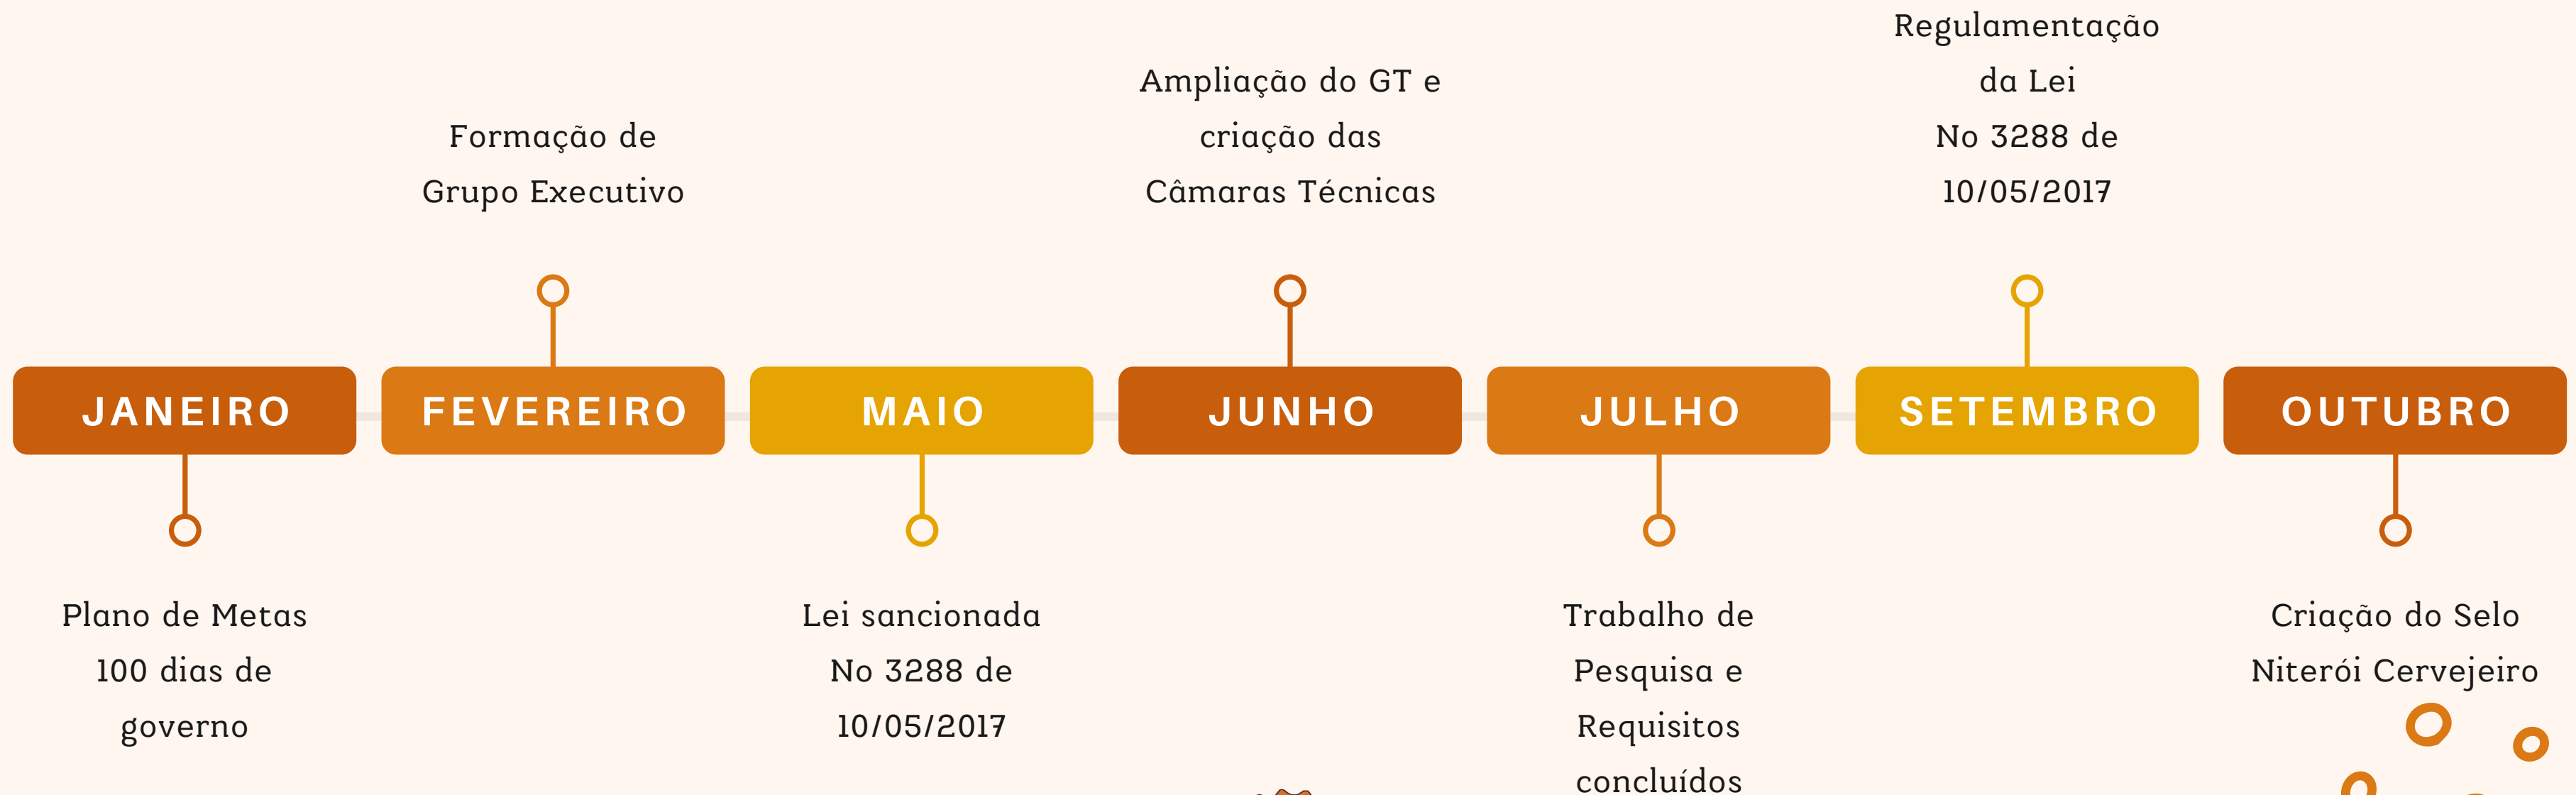 JANEIRO
Plano de Metas
100 dias de
governo
Formação de
Grupo Executivo
FEVEREIRO
MAIO
Lei sancionada
No 3288 de
10/05/2017
Ampliação do GT e
criação das
Câmaras Técnicas
JUNHO
JULHO
Trabalho de
Pesquisa e
Requisitos
concluídos
Regulamentação
da Lei
No 3288 de
10/05/2017
SETEMBRO
OUTUBRO
Criação do Selo
Niterói Cervejeiro